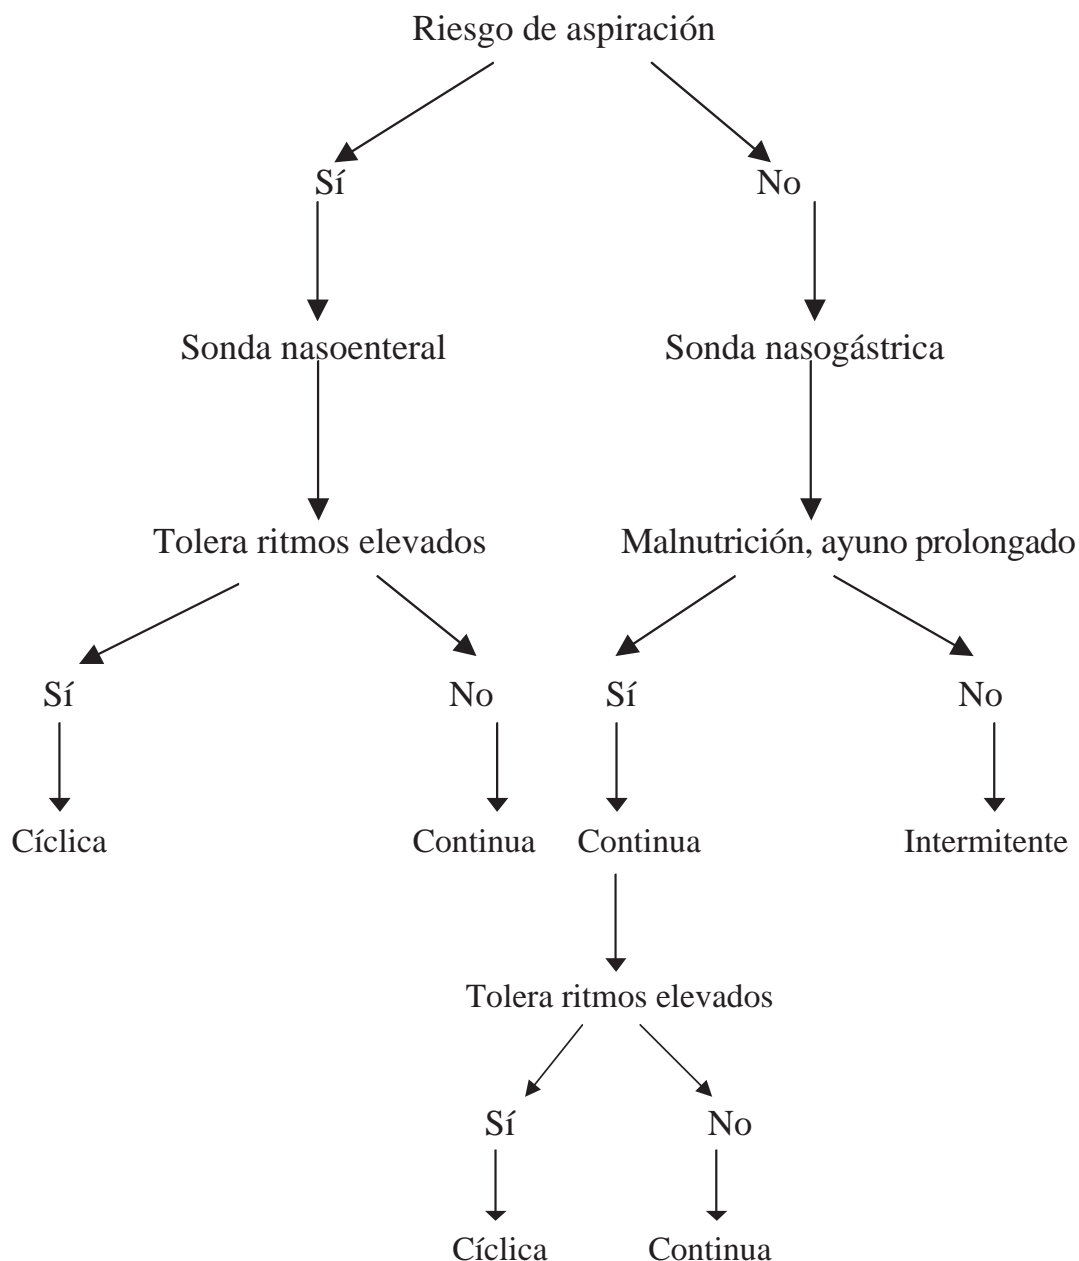 Riesgo de aspiración
Sí No
Sonda nasoenteral Sonda nasogástrica
Tolera ritmos elevados Malnutrición, ayuno prolongado
Sí No Sí No
Cíclica Continua Continua Intermitente
Tolera ritmos elevados
Sí No
Cíclica Continua